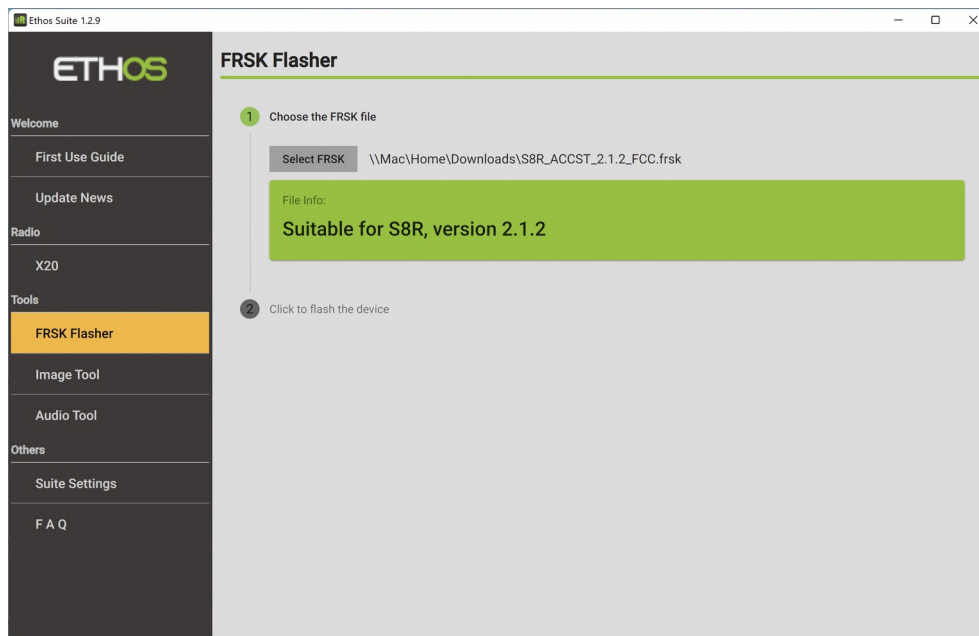 Ethos Suite 1.2.9
ETHOS
Welcome
First Use Guide
Update News
Radio
X20
Tools
FRSK Flasher
Image Tool
Audio Tool
Others
Suite Settings
F A Q
FRSK Flasher
1 Choose the FRSK file
Select FRSK \\Mac\Home\Downloads\S8R_ACCST_2.1.2_FCC.frsk
File Info:
Suitable for S8R, version 2.1.2
2 Click to flash the device